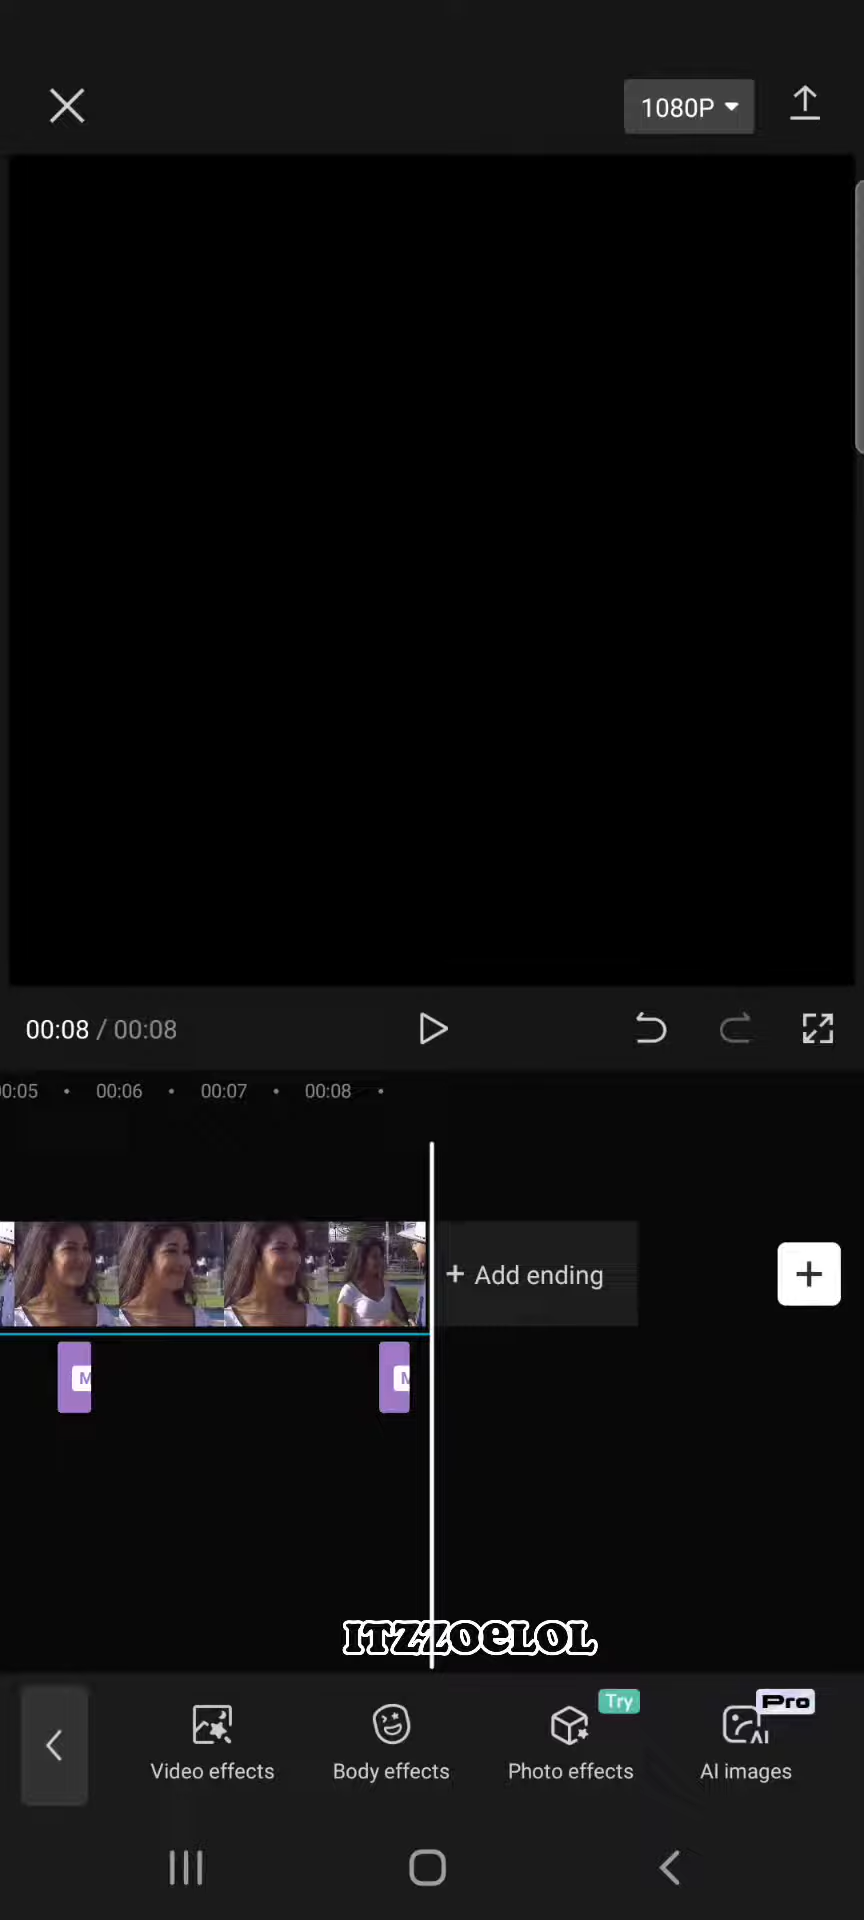 1080P
00:08 / 00:08
0:05 00:06 00:07 00:08
+ Add ending
M M
ITZZOELOL
Try Pro
Video effects Body effects Photo effects AI images